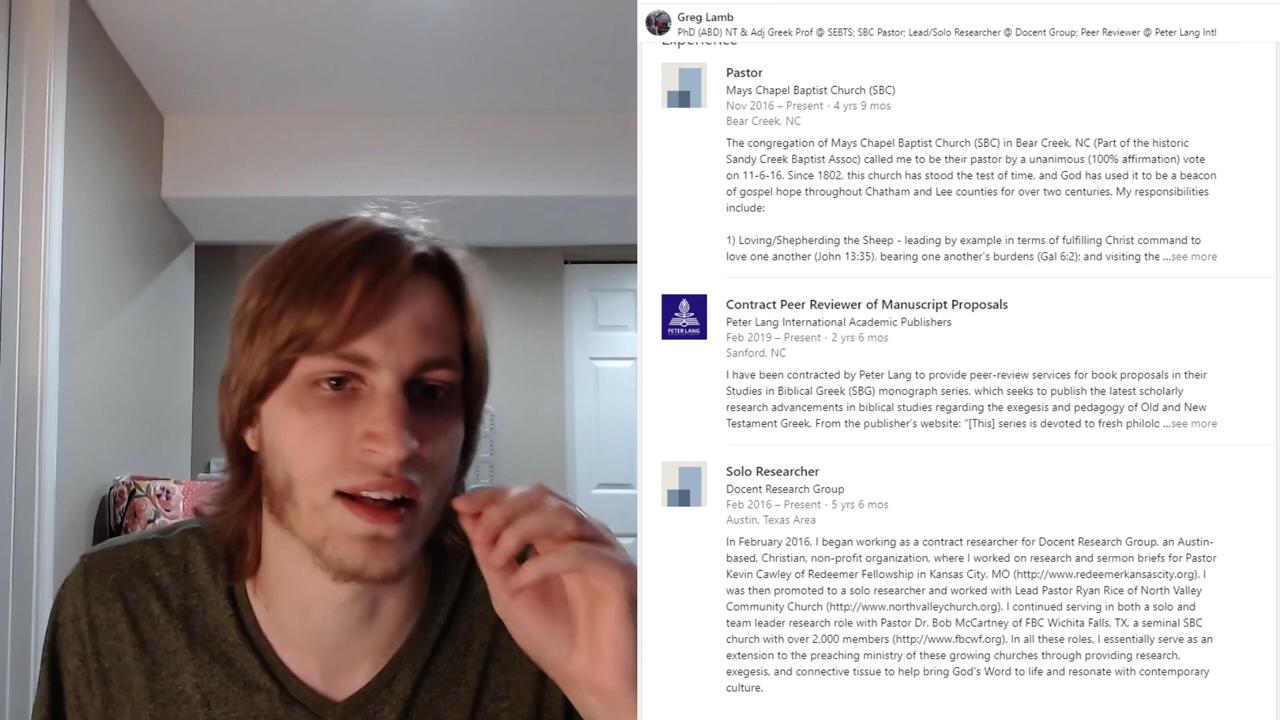 Greg Lamb
PhD (ABD) NT & Adj Greek Prof @ SEBTS; SBC Pastor; Lead/Solo Researcher @ Docent Group; Peer Reviewer @ Peter Lang Intl
Experience
Pastor
Mays Chapel Baptist Church (SBC)
Nov 2016 – Present · 4 yrs 9 mos
Bear Creek, NC
The congregation of Mays Chapel Baptist Church (SBC) in Bear Creek, NC (Part of the historic
Sandy Creek Baptist Assoc) called me to be their pastor by a unanimous (100% affirmation) vote
on 11-6-16. Since 1802, this church has stood the test of time, and God has used it to be a beacon
of gospel hope throughout Chatham and Lee counties for over two centuries. My responsibilities
include:
1) Loving/Shepherding the Sheep - leading by example in terms of fulfilling Christ command to
love one another (John 13:35), bearing one another's burdens (Gal 6:2); and visiting the ...see more
PETER LANG
Contract Peer Reviewer of Manuscript Proposals
Peter Lang International Academic Publishers
Feb 2019 – Present · 2 yrs 6 mos
Sanford, NC
I have been contracted by Peter Lang to provide peer-review services for book proposals in their
Studies in Biblical Greek (SBG) monograph series, which seeks to publish the latest scholarly
research advancements in biblical studies regarding the exegesis and pedagogy of Old and New
Testament Greek. From the publisher's website: "[This] series is devoted to fresh philolo ...see more
Solo Researcher
Docent Research Group
Feb 2016 – Present · 5 yrs 6 mos
Austin, Texas Area
In February 2016, I began working as a contract researcher for Docent Research Group, an Austin-
based, Christian, non-profit organization, where I worked on research and sermon briefs for Pastor
Kevin Cawley of Redeemer Fellowship in Kansas City, MO (http://www.redeemerkansascity.org). I
was then promoted to a solo researcher and worked with Lead Pastor Ryan Rice of North Valley
Community Church (http://www.northvalleychurch.org). I continued serving in both a solo and
team leader research role with Pastor Dr. Bob McCartney of FBC Wichita Falls, TX, a seminal SBC
church with over 2,000 members (http://www.fbcwf.org). In all these roles, I essentially serve as an
extension to the preaching ministry of these growing churches through providing research,
exegesis, and connective tissue to help bring God's Word to life and resonate with contemporary
culture.